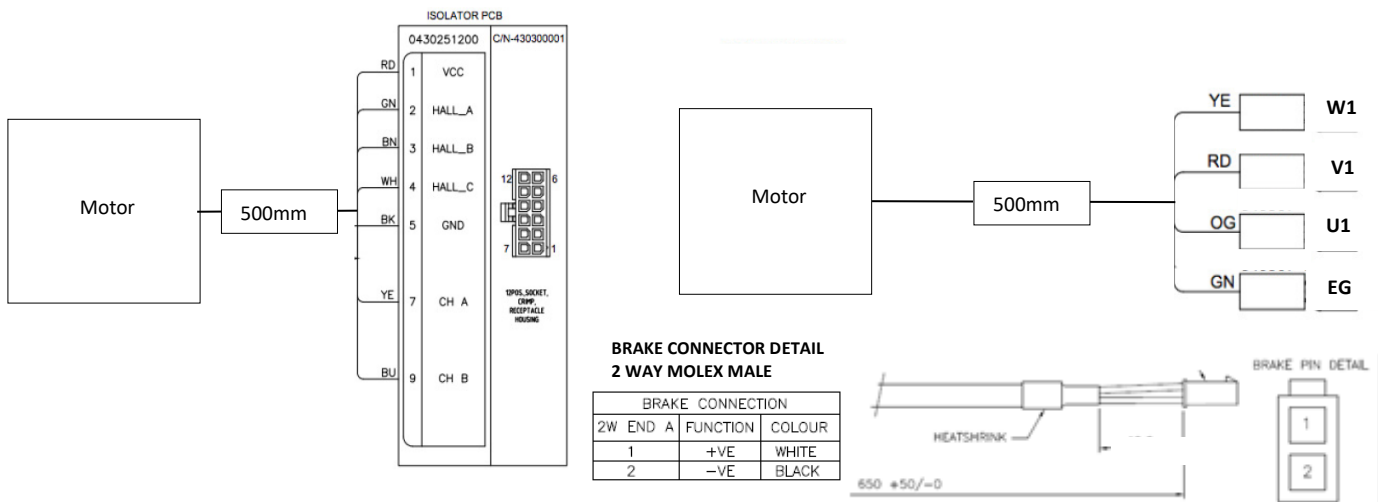 ISOLATOR PCB
0430251200
C/N-430300001
RD
1
VCC
GN
2
HALL_A
BN
3
HALL_B
WH
4
HALL_C
BK
5
GND
YE
7
CH A
BU
9
CH B
12
6
7
1
12POS_SOCKET,
CRIMP,
RECEPTACLE
HOUSING
Motor
500mm
Motor
500mm
YE
W1
RD
V1
OG
U1
GN
EG
BRAKE CONNECTOR DETAIL
2 WAY MOLEX MALE
BRAKE CONNECTION
2W END A FUNCTION COLOUR
1 +VE WHITE
2 −VE BLACK
HEATSHRINK
650 +50/−0
BRAKE PIN DETAIL
1
2